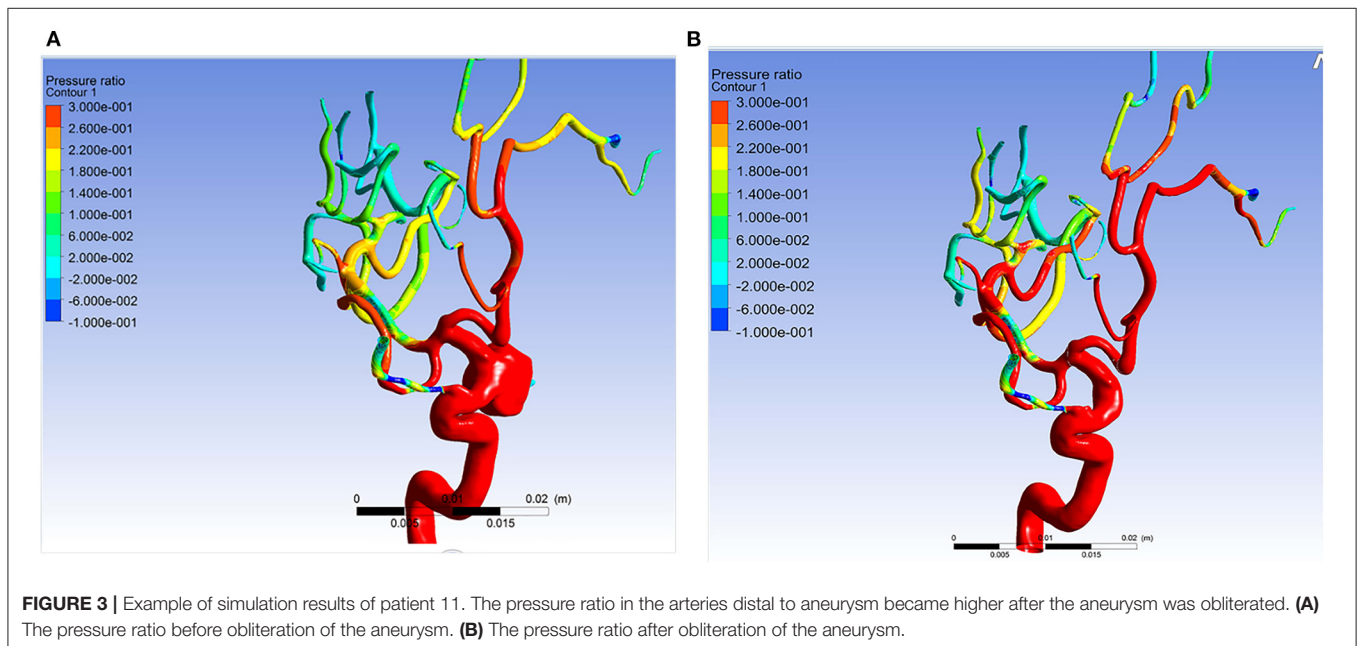 A
Pressure ratio
Contour 1
3.000e-001
2.600e-001
2.200e-001
1.800e-001
1.400e-001
1.000e-001
6.000e-002
2.000e-002
-2.000e-002
-6.000e-002
-1.000e-001
0 0.01 0.02 (m)
0.005 0.015
B
Pressure ratio
Contour 1
3.000e-001
2.600e-001
2.200e-001
1.800e-001
1.400e-001
1.000e-001
6.000e-002
2.000e-002
-2.000e-002
-6.000e-002
-1.000e-001
0 0.01 0.02 (m)
0.005 0.015
FIGURE 3 | Example of simulation results of patient 11. The pressure ratio in the arteries distal to aneurysm became higher after the aneurysm was obliterated. (A)
The pressure ratio before obliteration of the aneurysm. (B) The pressure ratio after obliteration of the aneurysm.